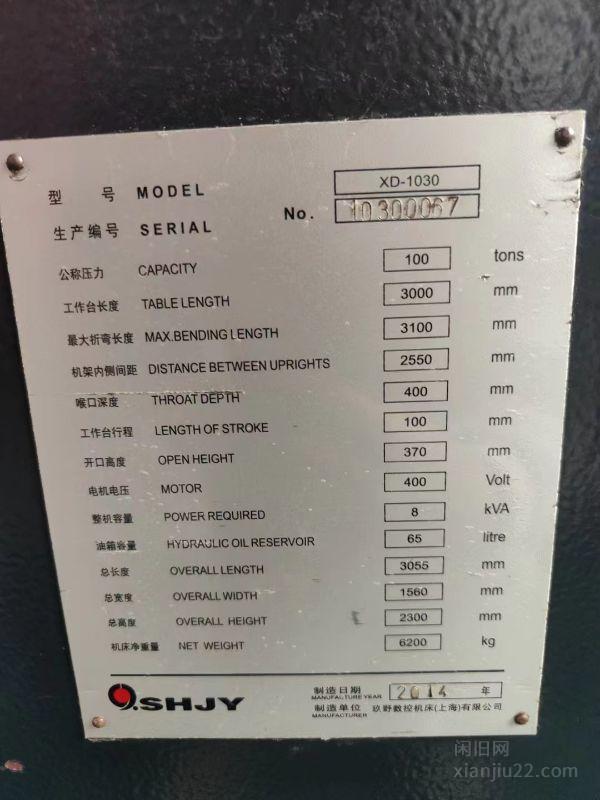 型 号 MODEL XD-1030
生产编号 SERIAL No. 10300067
公称压力 CAPACITY 100 tons
工作台长度 TABLE LENGTH 3000 mm
最大折弯长度 MAX.BENDING LENGTH 3100 mm
机架内侧间距 DISTANCE BETWEEN UPRIGHTS 2550 mm
喉口深度 THROAT DEPTH 400 mm
工作台行程 LENGTH OF STROKE 100 mm
开口高度 OPEN HEIGHT 370 mm
电机电压 MOTOR 400 Volt
整机容量 POWER REQUIRED 8 kVA
油箱容量 HYDRAULIC OIL RESERVOIR 65 litre
总长度 OVERALL LENGTH 3055 mm
总宽度 OVERALL WIDTH 1560 mm
总高度 OVERALL HEIGHT 2300 mm
机床净重量 NET WEIGHT 6200 kg
SHJY
制造日期 2014 年
MANUFACTURE YEAR
制造单位 玖野数控机床(上海)有限公司
MANUFACTURER
闲旧网
xianjiu22.com